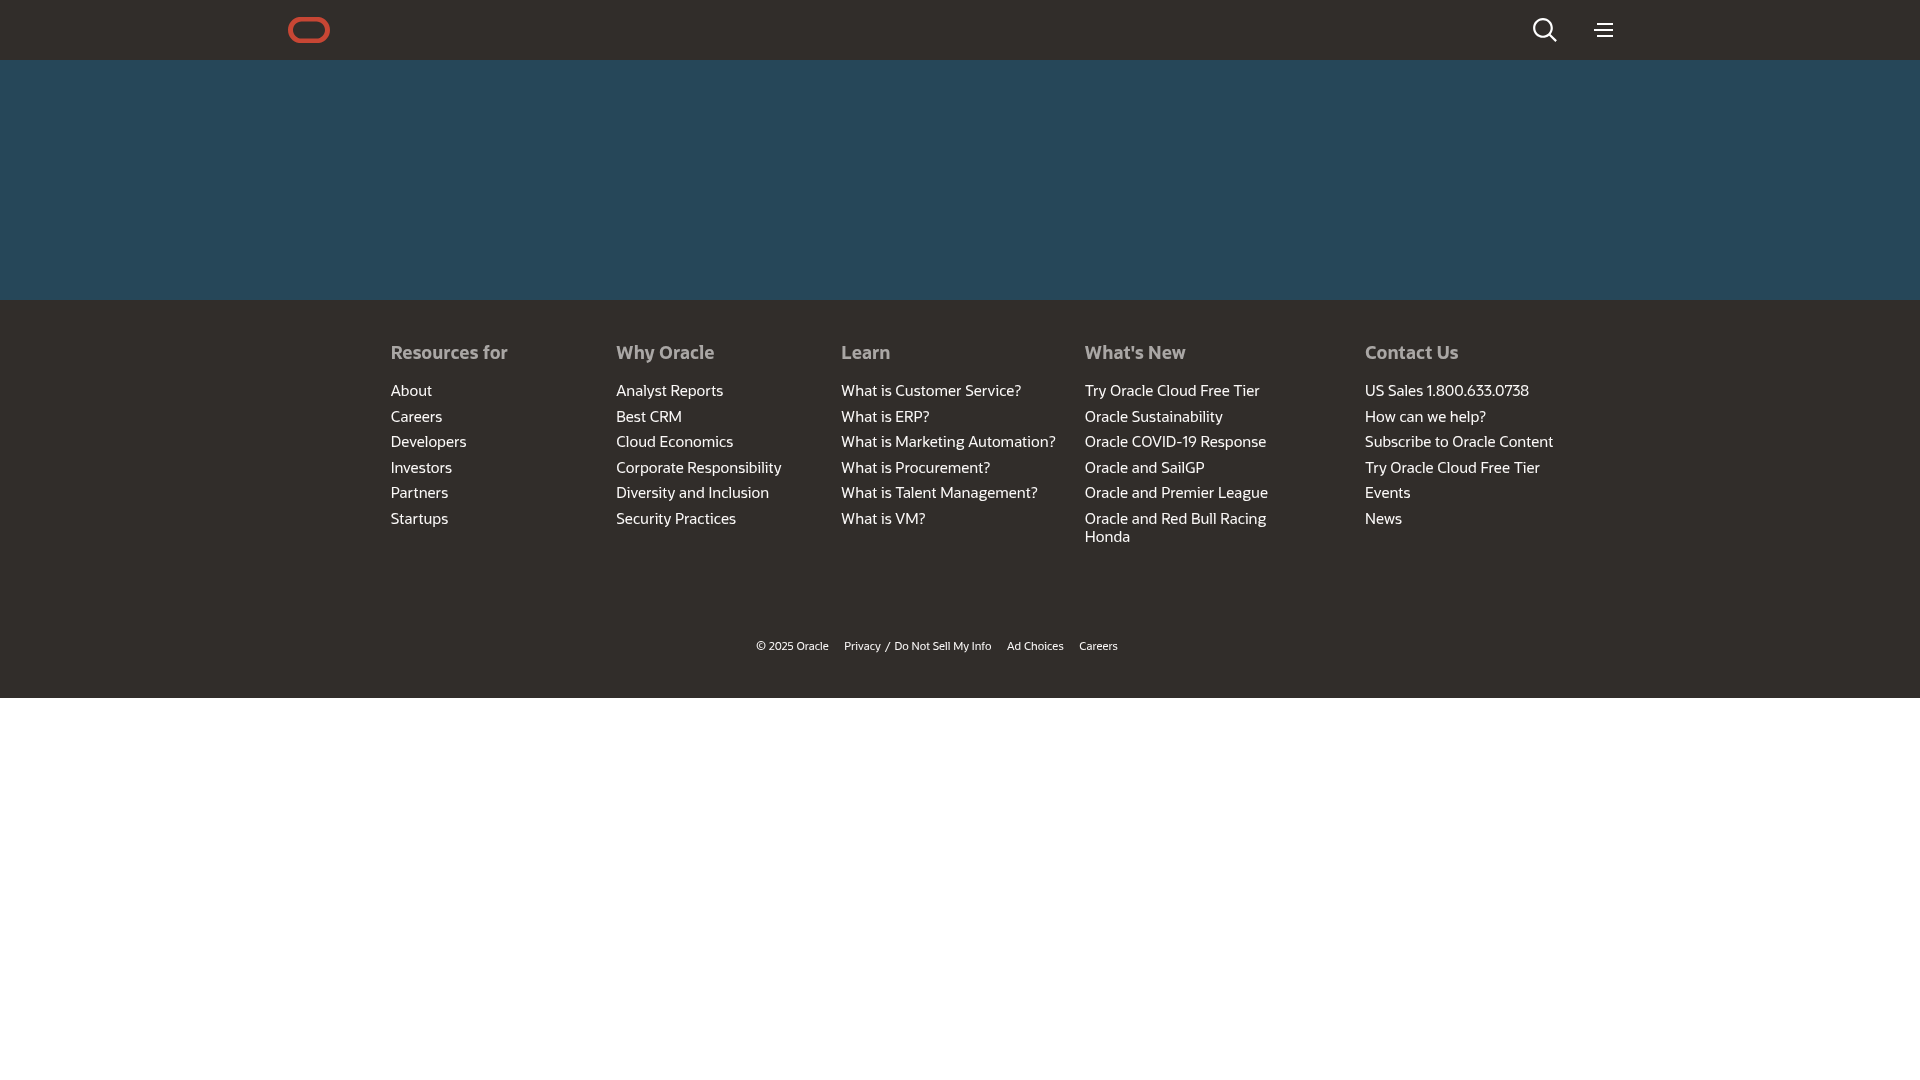 Resources for
About
Careers
Developers
Investors
Partners
Startups
Why Oracle
Analyst Reports
Best CRM
Cloud Economics
Corporate Responsibility
Diversity and Inclusion
Security Practices
Learn
What is Customer Service?
What is ERP?
What is Marketing Automation?
What is Procurement?
What is Talent Management?
What is VM?
What's New
Try Oracle Cloud Free Tier
Oracle Sustainability
Oracle COVID-19 Response
Oracle and SailGP
Oracle and Premier League
Oracle and Red Bull Racing
Honda
Contact Us
US Sales 1.800.633.0738
How can we help?
Subscribe to Oracle Content
Try Oracle Cloud Free Tier
Events
News
© 2025 Oracle Privacy / Do Not Sell My Info Ad Choices Careers